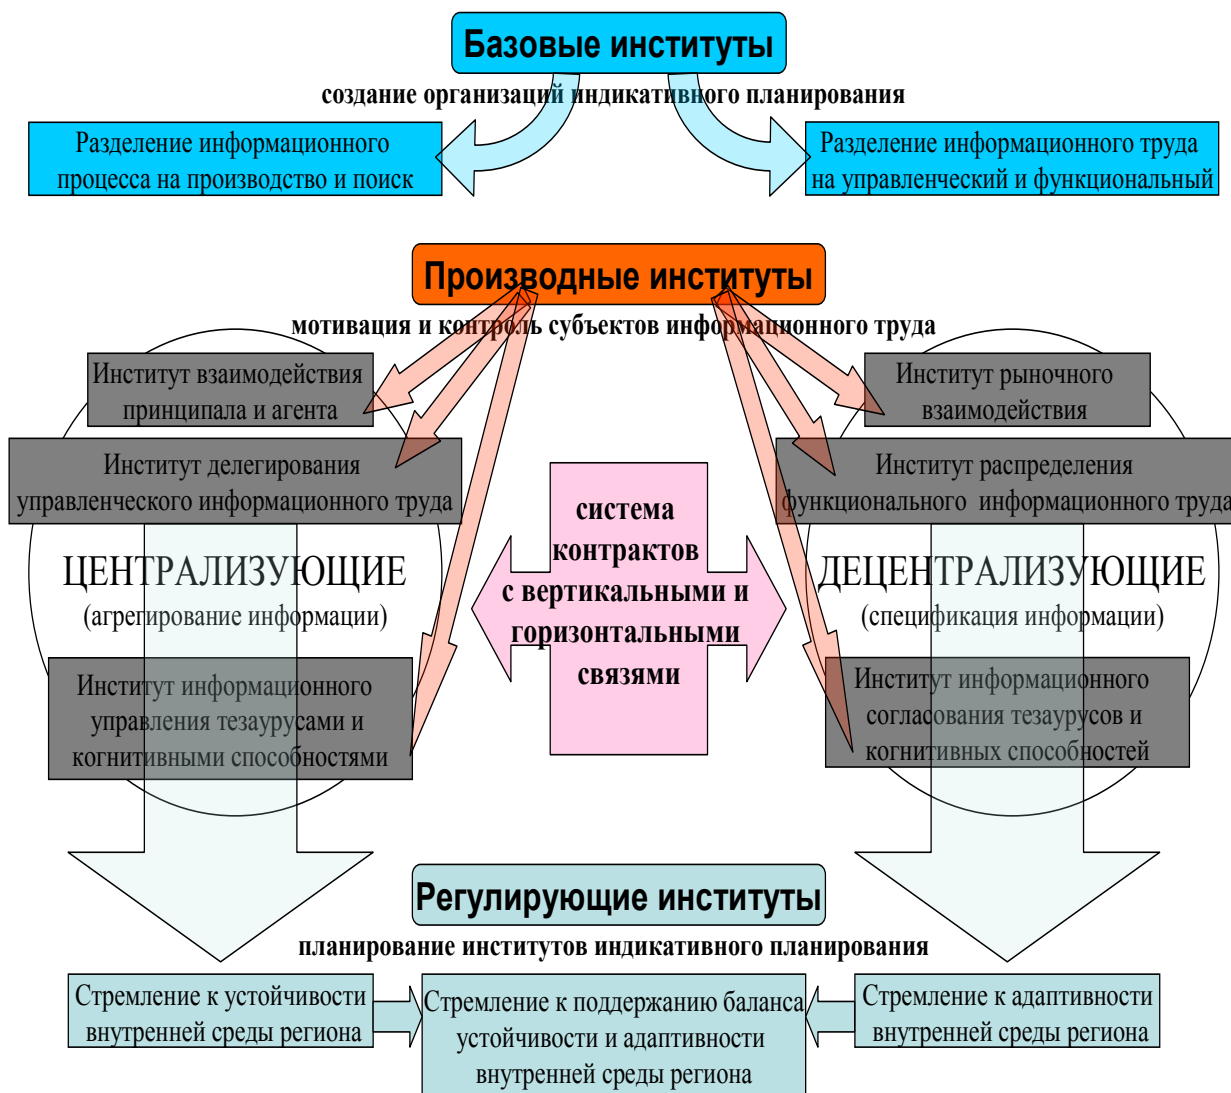 Базовые институты
создание организаций индикативного планирования
Разделение информационного
процесса на производство и поиск
Разделение информационного труда
на управленческий и функциональный
Производные институты
мотивация и контроль субъектов информационного труда
Институт взаимодействия
принципала и агента
Институт делегирования
управленческого информационного труда
ЦЕНТРАЛИЗУЮЩИЕ
(агрегирование информации)
Институт информационного
управления тезаурусами и
когнитивными способностями
система
контрактов
с вертикальными и
горизонтальными
связями
Институт рыночного
взаимодействия
Институт распределения
функционального информационного труда
ДЕЦЕНТРАЛИЗУЮЩИЕ
(спецификация информации)
Институт информационного
согласования тезаурусов и
когнитивных способностей
Регулирующие институты
планирование институтов индикативного планирования
Стремление к устойчивости
внутренней среды региона
Стремление к поддержанию баланса
устойчивости и адаптивности
внутренней среды региона
Стремление к адаптивности
внутренней среды региона